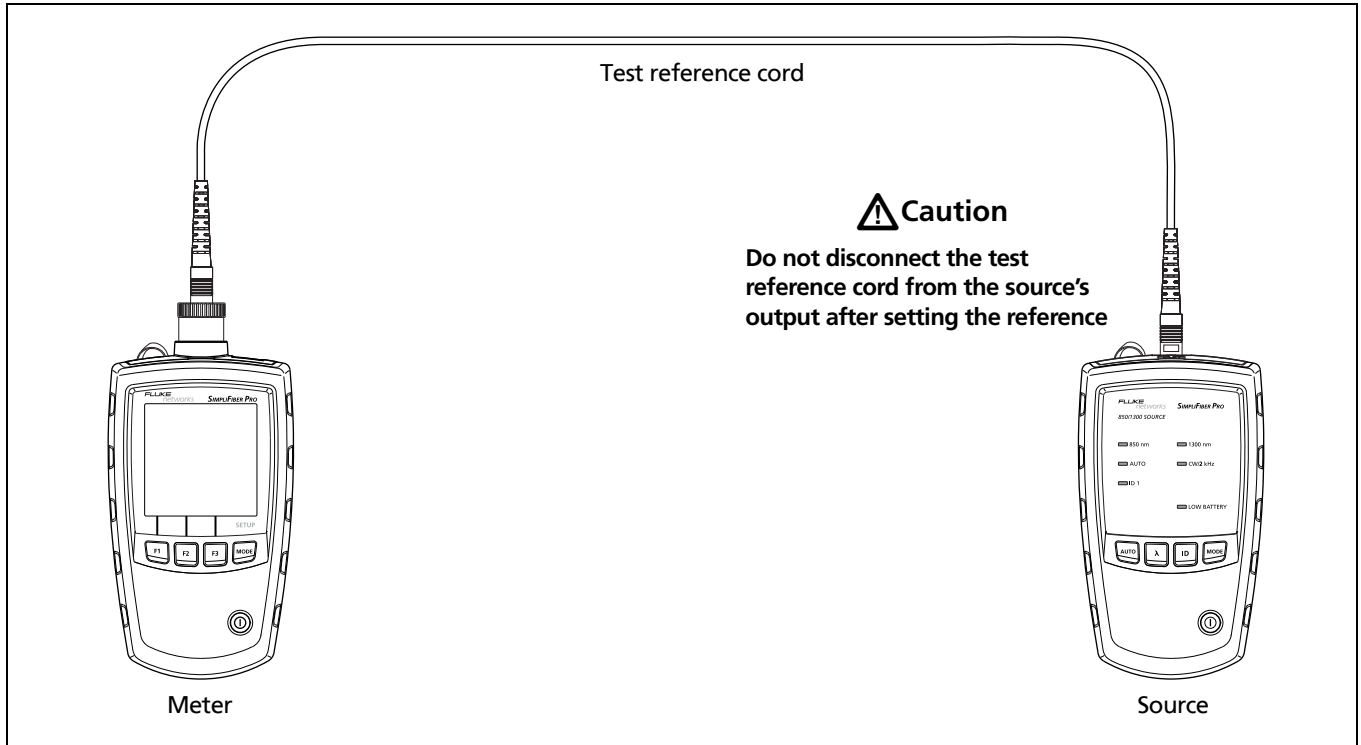 Test reference cord
Caution
Do not disconnect the test
reference cord from the source's
output after setting the reference
FLUKE
networks
SIMPLIFIBER PRO
SETUP
F1
F2
F3
MODE
Meter
FLUKE
networks
SIMPLIFIBER PRO
850/1300 SOURCE
850 nm
1300 nm
AUTO
CW/2 kHz
ID 1
LOW BATTERY
AUTO
λ
ID
MODE
Source